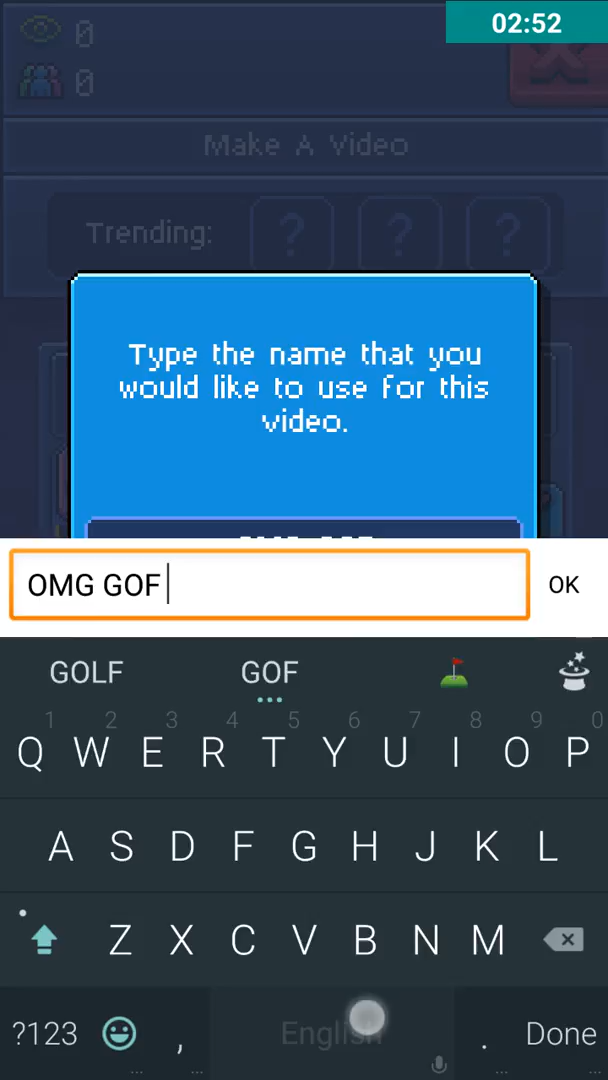 02:52
0
0
Make A Video
Trending: ? ? ?
Type the name that you
would like to use for this
video.
OMG GOF
OK
GOLF GOF
1 2 3 4 5 6 7 8 9 0
Q W E R T Y U I O P
A S D F G H J K L
Z X C V B N M
?123 , English . Done